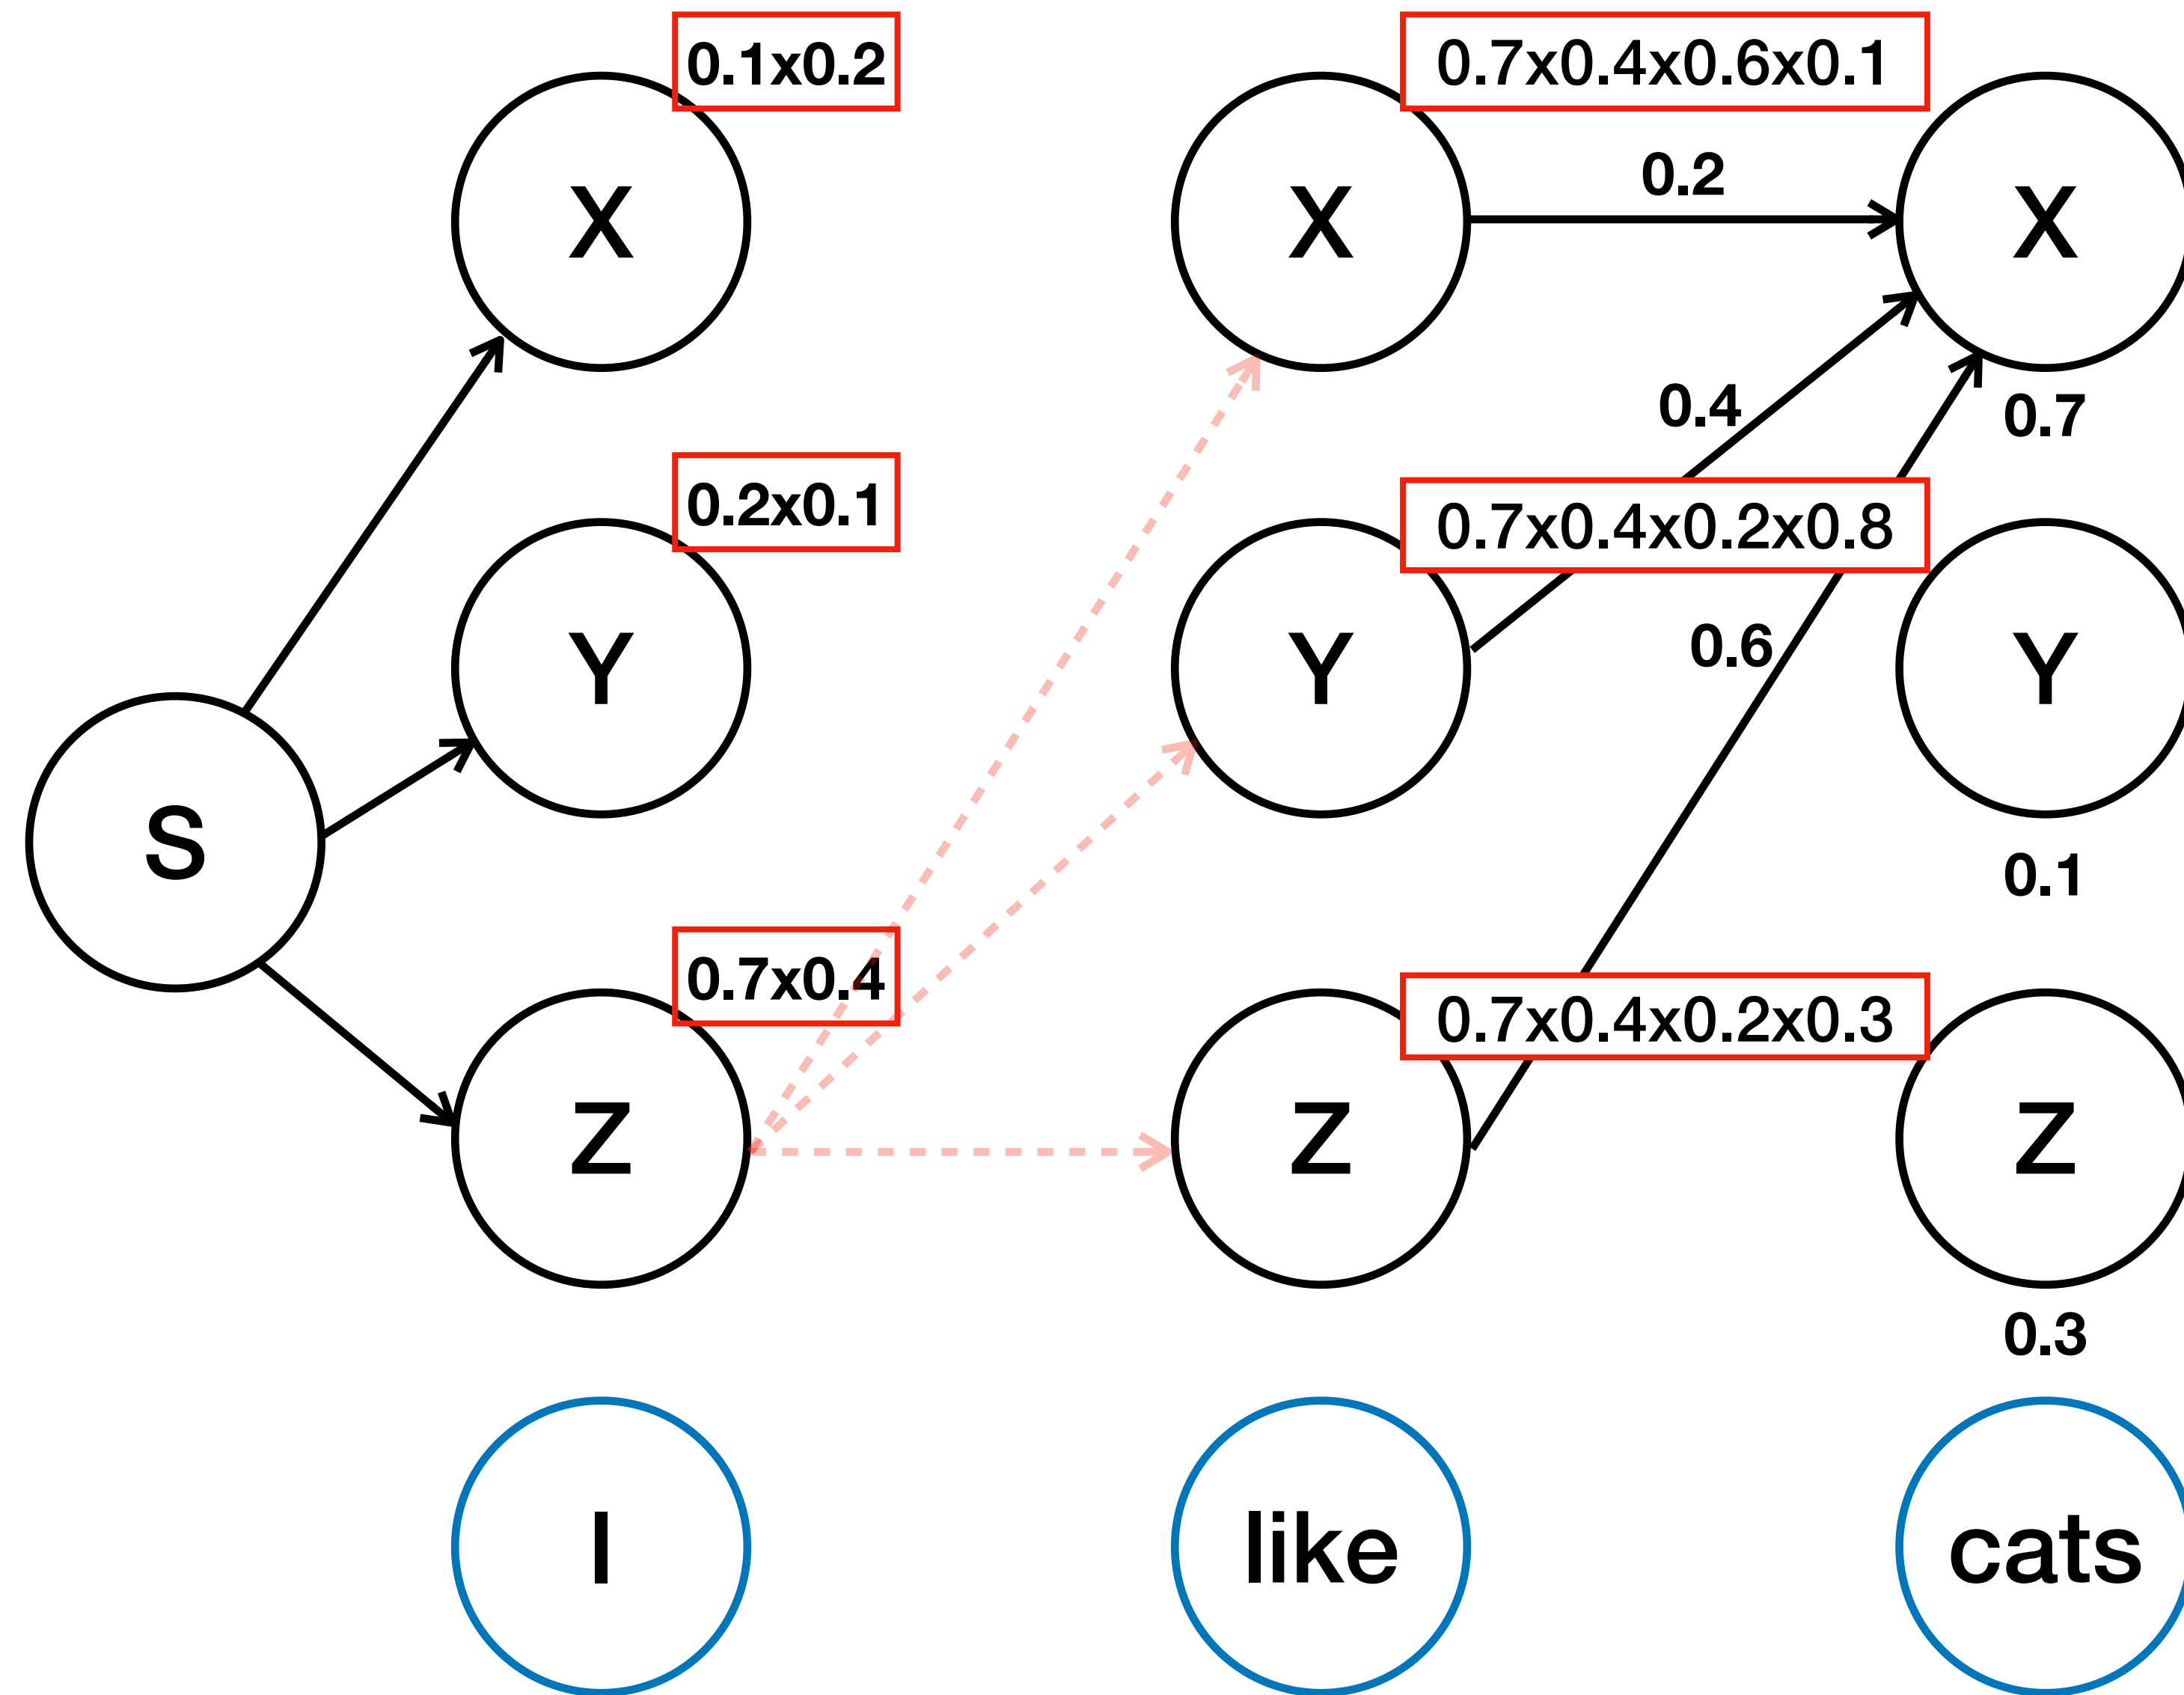 0.1x0.2
0.7x0.4x0.6x0.1
X
X
0.2
X
0.4
0.7
0.2x0.1
0.7x0.4x0.2x0.8
Y
Y
0.6
Y
S
0.1
0.7x0.4
0.7x0.4x0.2x0.3
Z
Z
Z
0.3
I
like
cats